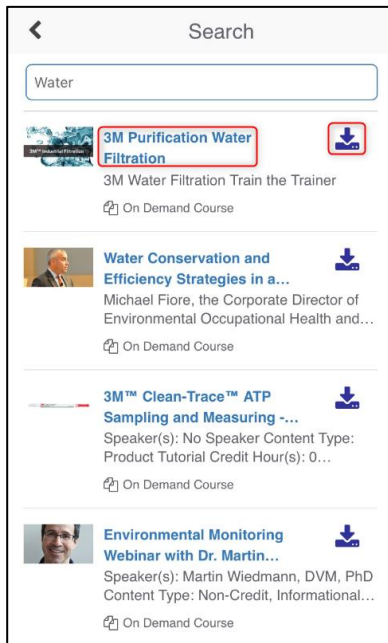 Search
Water
3M™ Industrial Filtration
3M Purification Water
Filtration
3M Water Filtration Train the Trainer
On Demand Course
Water Conservation and
Efficiency Strategies in a...
Michael Fiore, the Corporate Director of
Environmental Occupational Health and...
On Demand Course
3M™ Clean-Trace™ ATP
Sampling and Measuring -...
Speaker(s): No Speaker Content Type:
Product Tutorial Credit Hour(s): 0...
On Demand Course
Environmental Monitoring
Webinar with Dr. Martin...
Speaker(s): Martin Wiedmann, DVM, PhD
Content Type: Non-Credit, Informational...
On Demand Course